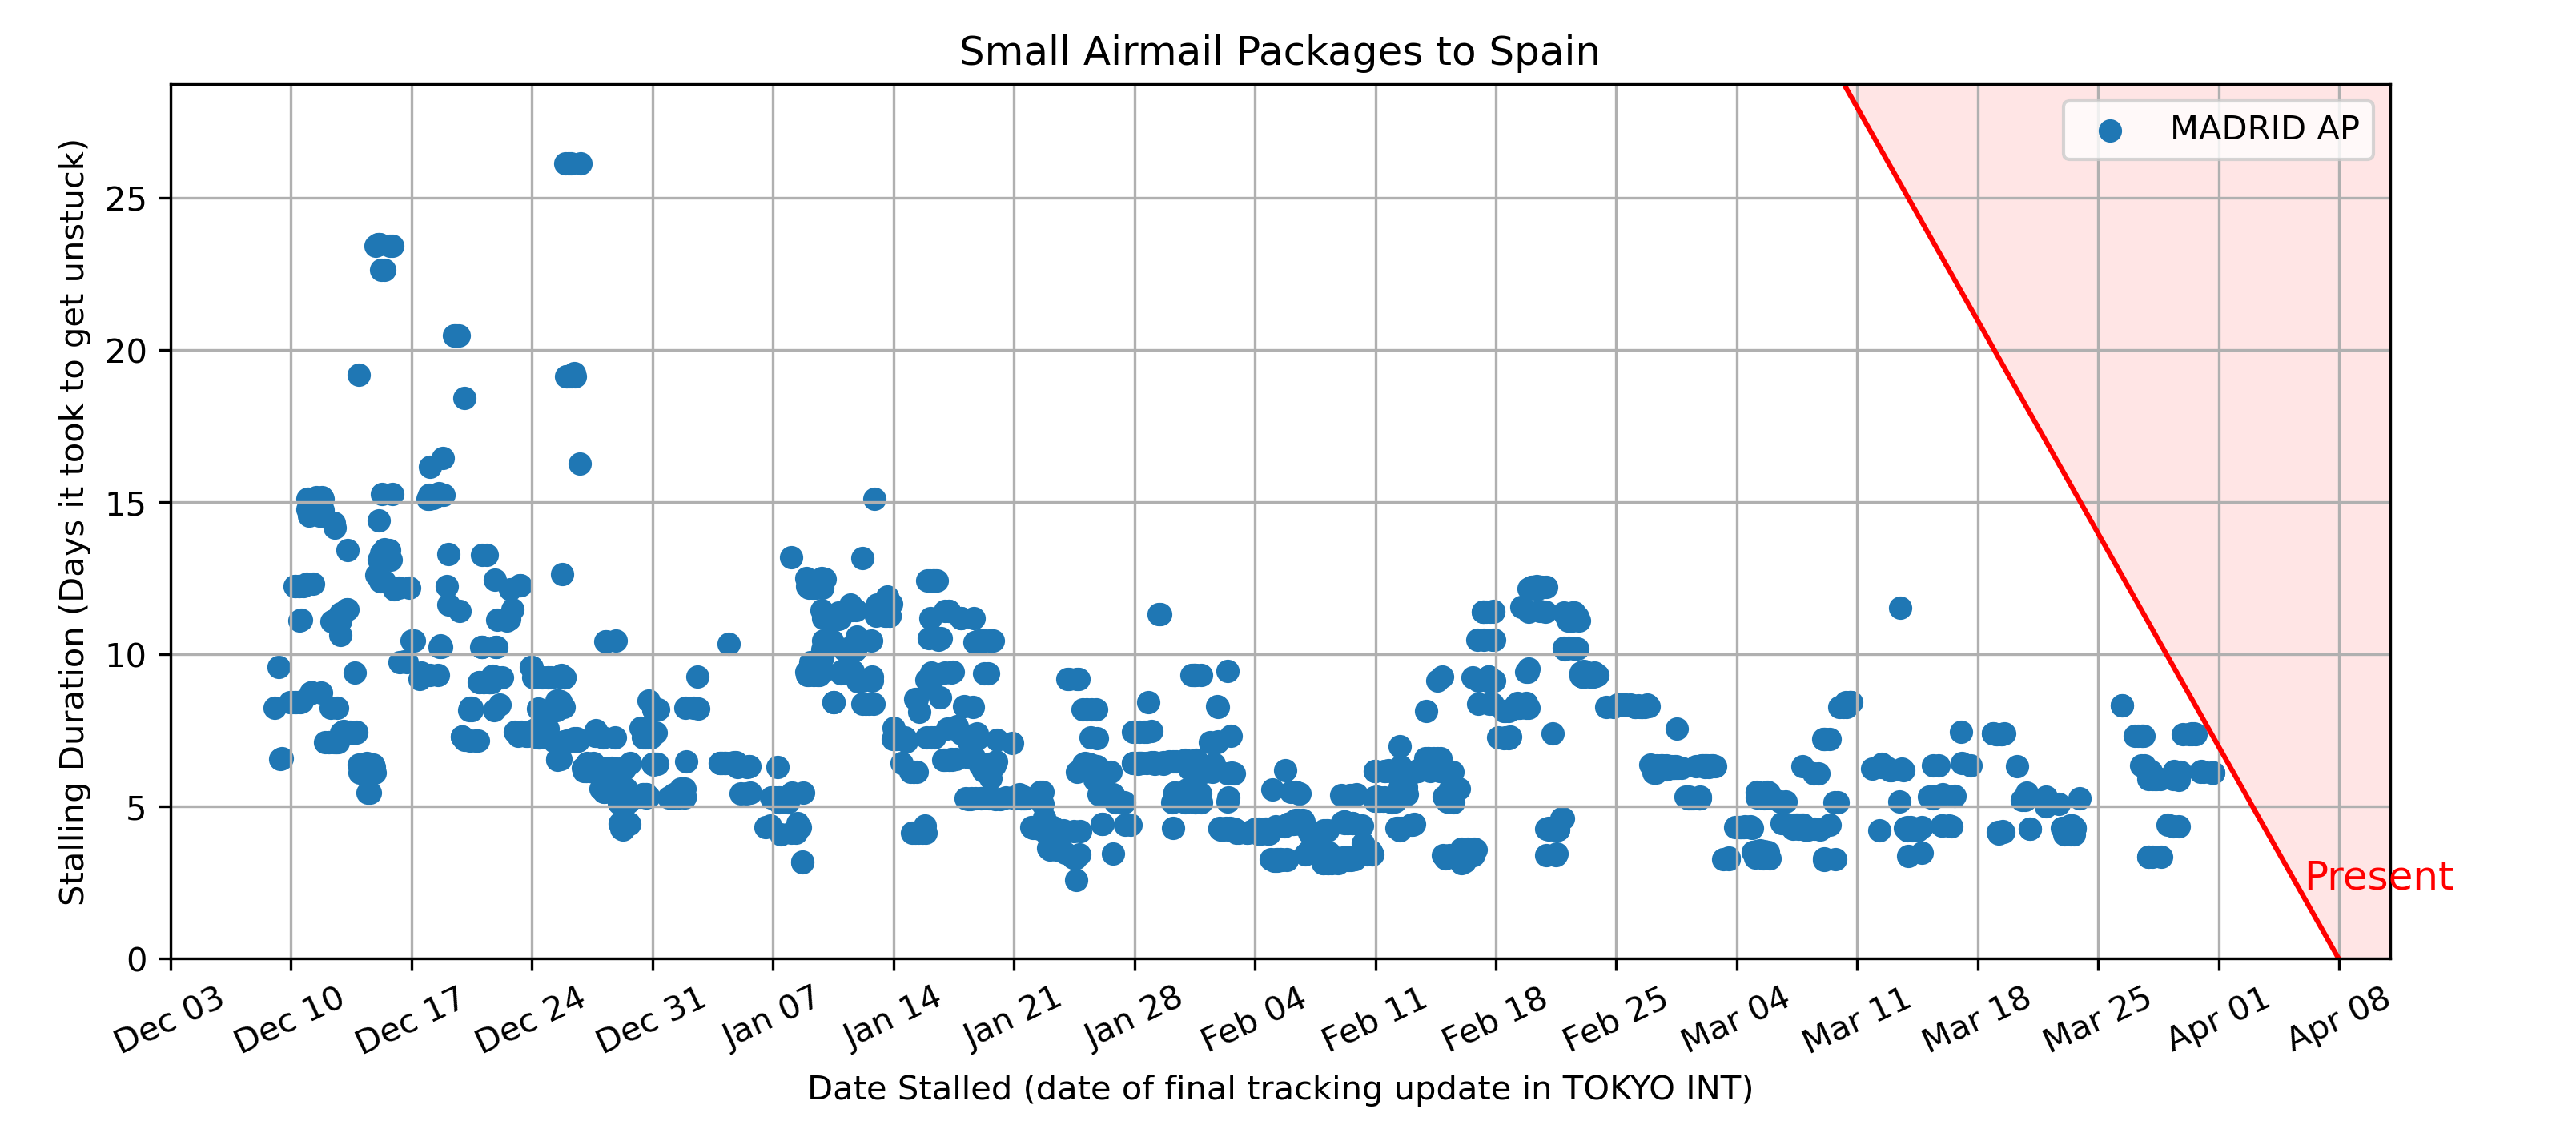 Small Airmail Packages to Spain
MADRID AP
Stalling Duration (Days it took to get unstuck)
25
20
15
10
5
0
Present
Dec 03
Dec 10
Dec 17
Dec 24
Dec 31
Jan 07
Jan 14
Jan 21
Jan 28
Feb 04
Feb 11
Feb 18
Feb 25
Mar 04
Mar 11
Mar 18
Mar 25
Apr 01
Apr 08
Date Stalled (date of final tracking update in TOKYO INT)